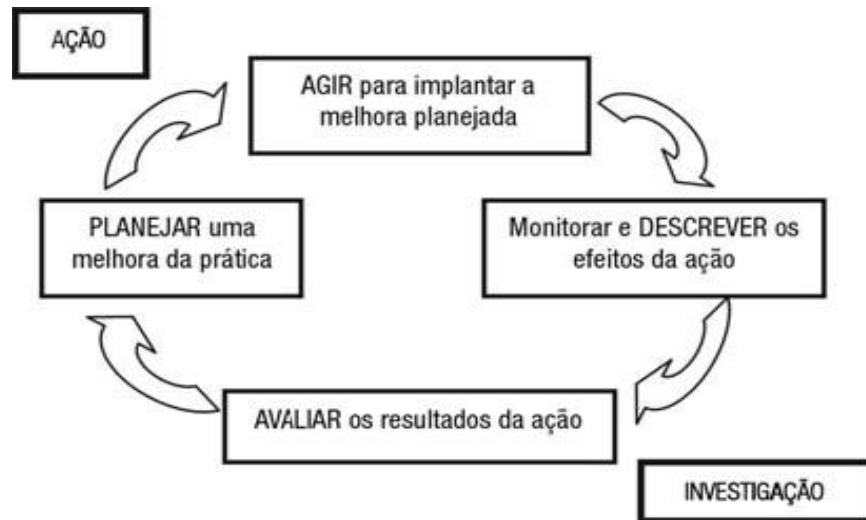 AÇÃO
AGIR para implantar a
melhora planejada
PLANEJAR uma
melhora da prática
Monitorar e DESCREVER os
efeitos da ação
AVALIAR os resultados da ação
INVESTIGAÇÃO